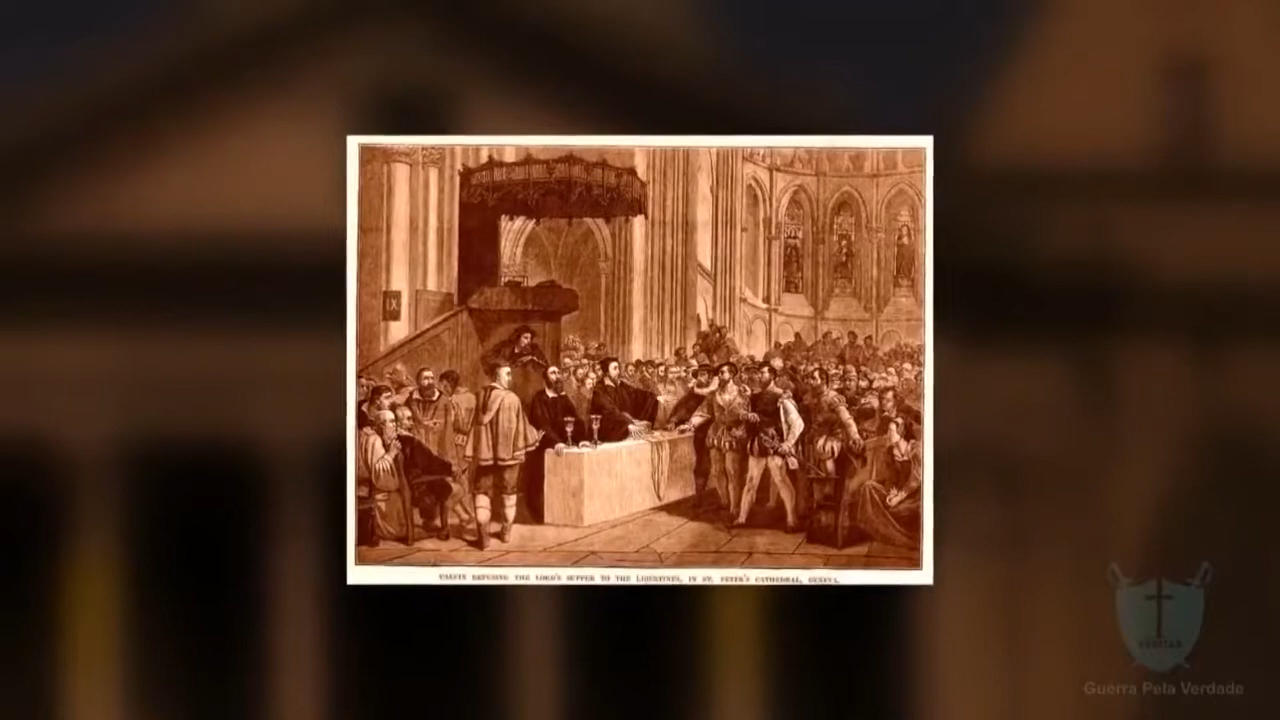 IX
CALVIN REFUSING THE LORD'S SUPPER TO THE LIBERTINES, IN ST. PETER'S CATHEDRAL, GENEVA.
VERITAS
Guerra Pela Verdade